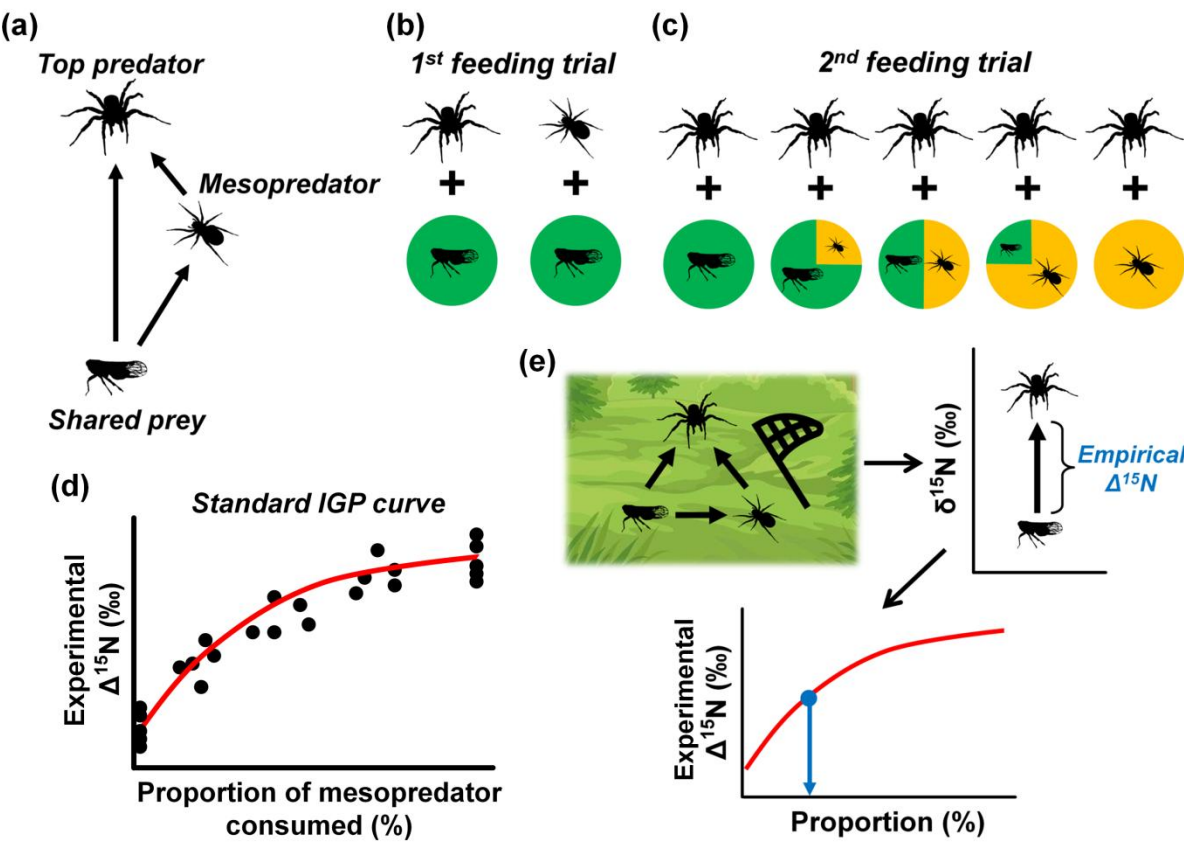 (a)
Top predator
Mesopredator
Shared prey
(b)
1st feeding trial
+
+
(c)
2nd feeding trial
+
+
+
+
+
(d)
Standard IGP curve
Experimental
Δ¹⁵N (‰)
Proportion of mesopredator
consumed (%)
(e)
δ¹⁵N (‰)
Empirical
Δ¹⁵N
Experimental
Δ¹⁵N (‰)
Proportion (%)